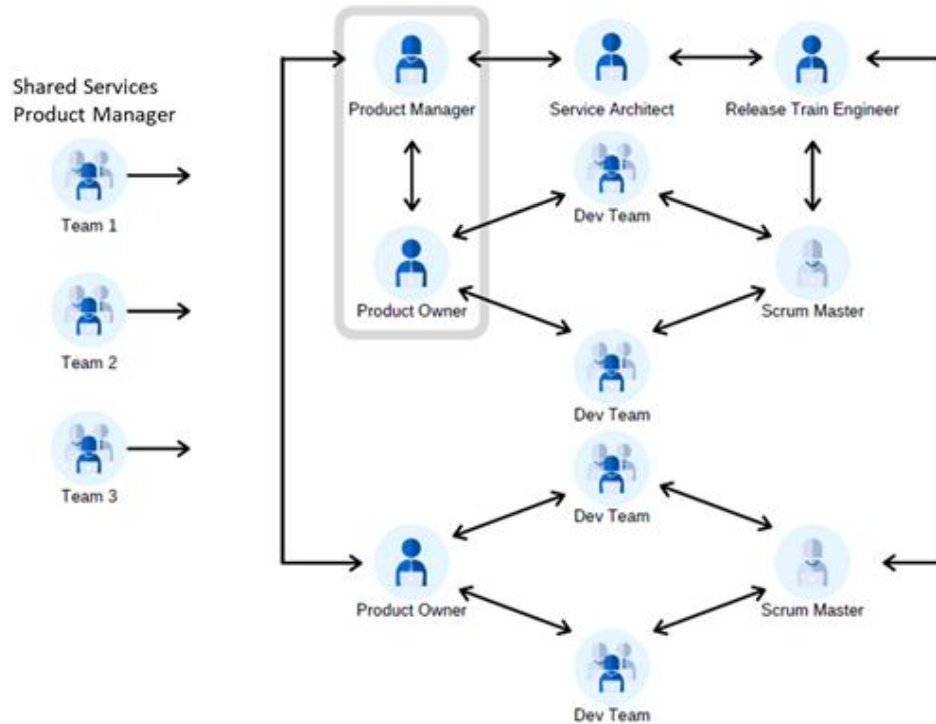 Shared Services
Product Manager
Team 1
Team 2
Team 3
Product Manager
Service Architect
Release Train Engineer
Dev Team
Product Owner
Scrum Master
Dev Team
Dev Team
Product Owner
Scrum Master
Dev Team